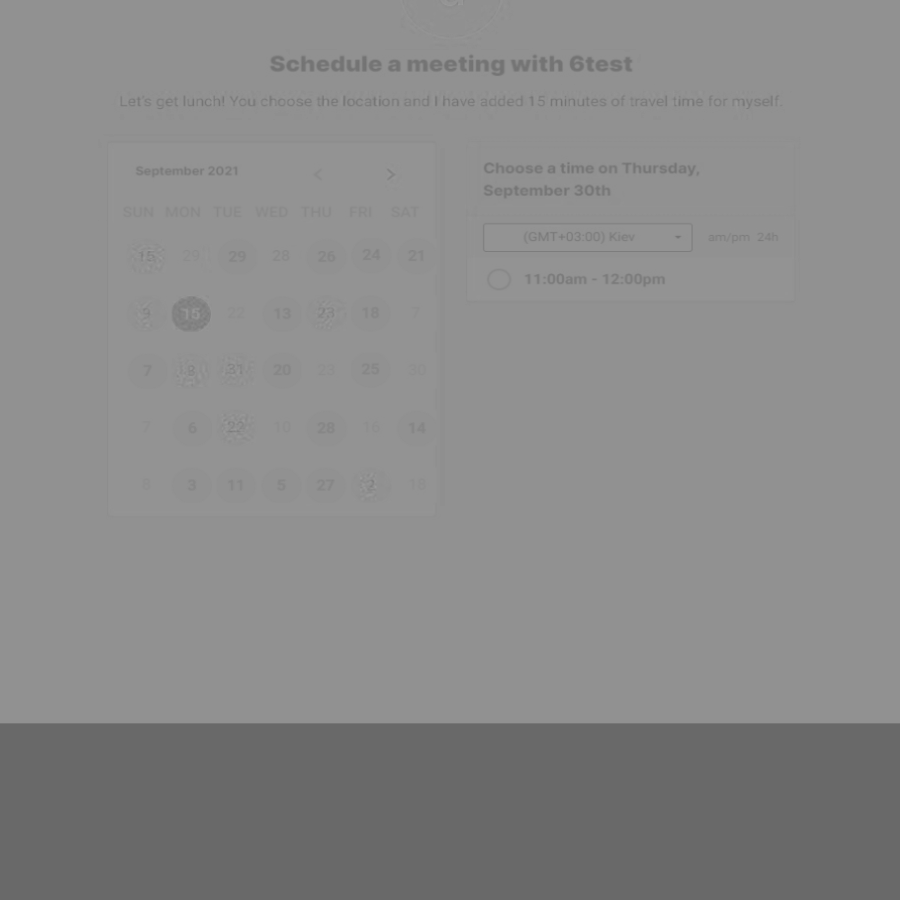 Schedule a meeting with 6test
Let's get lunch! You choose the location and I have added 15 minutes of travel time for myself.
September 2021
SUN MON TUE WED THU FRI SAT
15 29 29 28 26 24 21
9 15 22 13 23 18 7
7 31 20 23 25 30
7 6 22 10 28 16 14
3 11 5 27 2
Choose a time on Thursday,
September 30th
(GMT+03:00) Kiev am/pm 24h
11:00am - 12:00pm